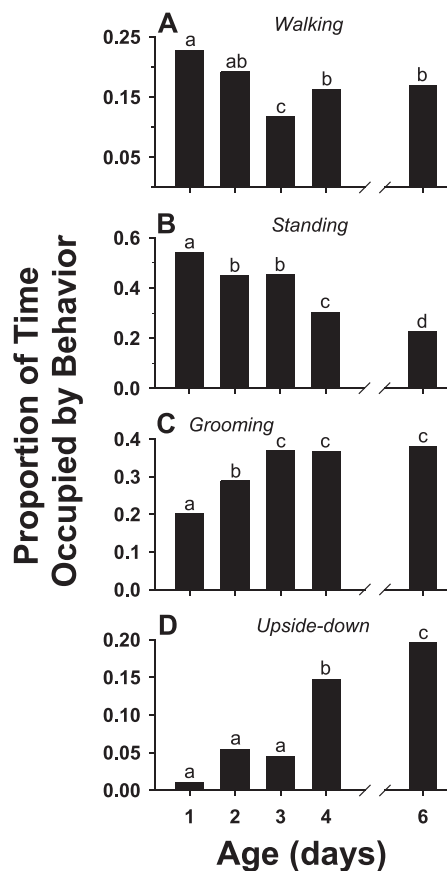 Proportion of Time
Occupied by Behavior
A
Walking
0.25
0.15
0.05
a
ab
c
b
b
B
Standing
0.6
0.4
0.2
0.0
a
b
b
c
d
C
Grooming
0.4
0.3
0.2
0.1
0.0
a
b
c
c
c
D
Upside-down
0.20
0.15
0.10
0.05
0.00
a
a
a
b
c
1 2 3 4 6
Age (days)